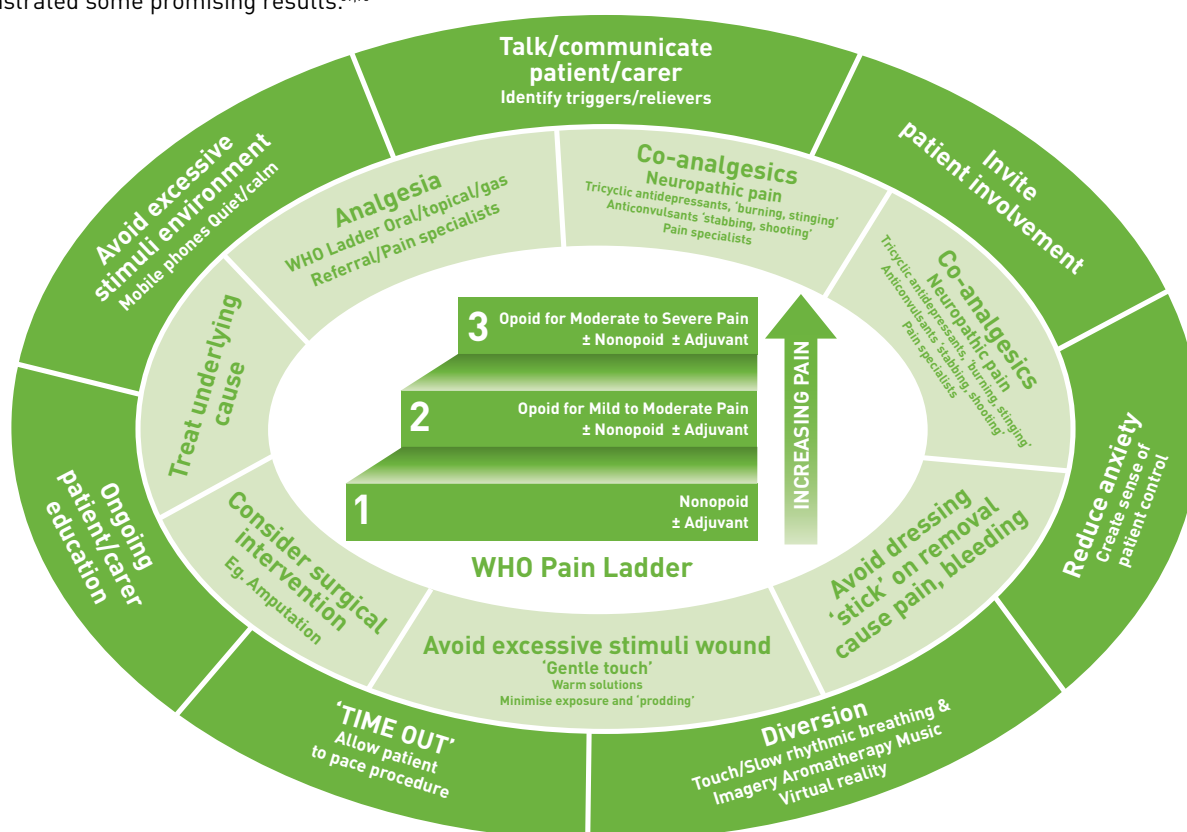 strated some promising results.
Talk/communicate
patient/carer
Identify triggers/relievers
Invite
patient involvement
Reduce anxiety
Create sense of
patient control
Diversion
Touch/Slow rhythmic breathing &
Imagery Aromatherapy Music
Virtual reality
‘TIME OUT’
Allow patient
to pace procedure
Ongoing
patient/carer
education
Avoid excessive
stimuli environment
Mobile phones Quiet/calm
Analgesia
WHO Ladder Oral/topical/gas
Referral/Pain specialists
Co-analgesics
Neuropathic pain
Tricyclic antidepressants, ‘burning, stinging’
Anticonvulsants ‘stabbing, shooting’
Pain specialists
Co-analgesics
Neuropathic pain
Tricyclic antidepressants, ‘burning, stinging’
Anticonvulsants ‘stabbing, shooting’
Pain specialists
Avoid dressing
‘stick’ on removal
cause pain, bleeding
Avoid excessive stimuli wound
‘Gentle touch’
Warm solutions
Minimise exposure and ‘prodding’
Consider surgical
intervention
Eg. Amputation
Treat underlying
cause
3 Opoid for Moderate to Severe Pain
± Nonopoid ± Adjuvant
2 Opoid for Mild to Moderate Pain
± Nonopoid ± Adjuvant
1 Nonopoid
± Adjuvant
INCREASING PAIN
WHO Pain Ladder